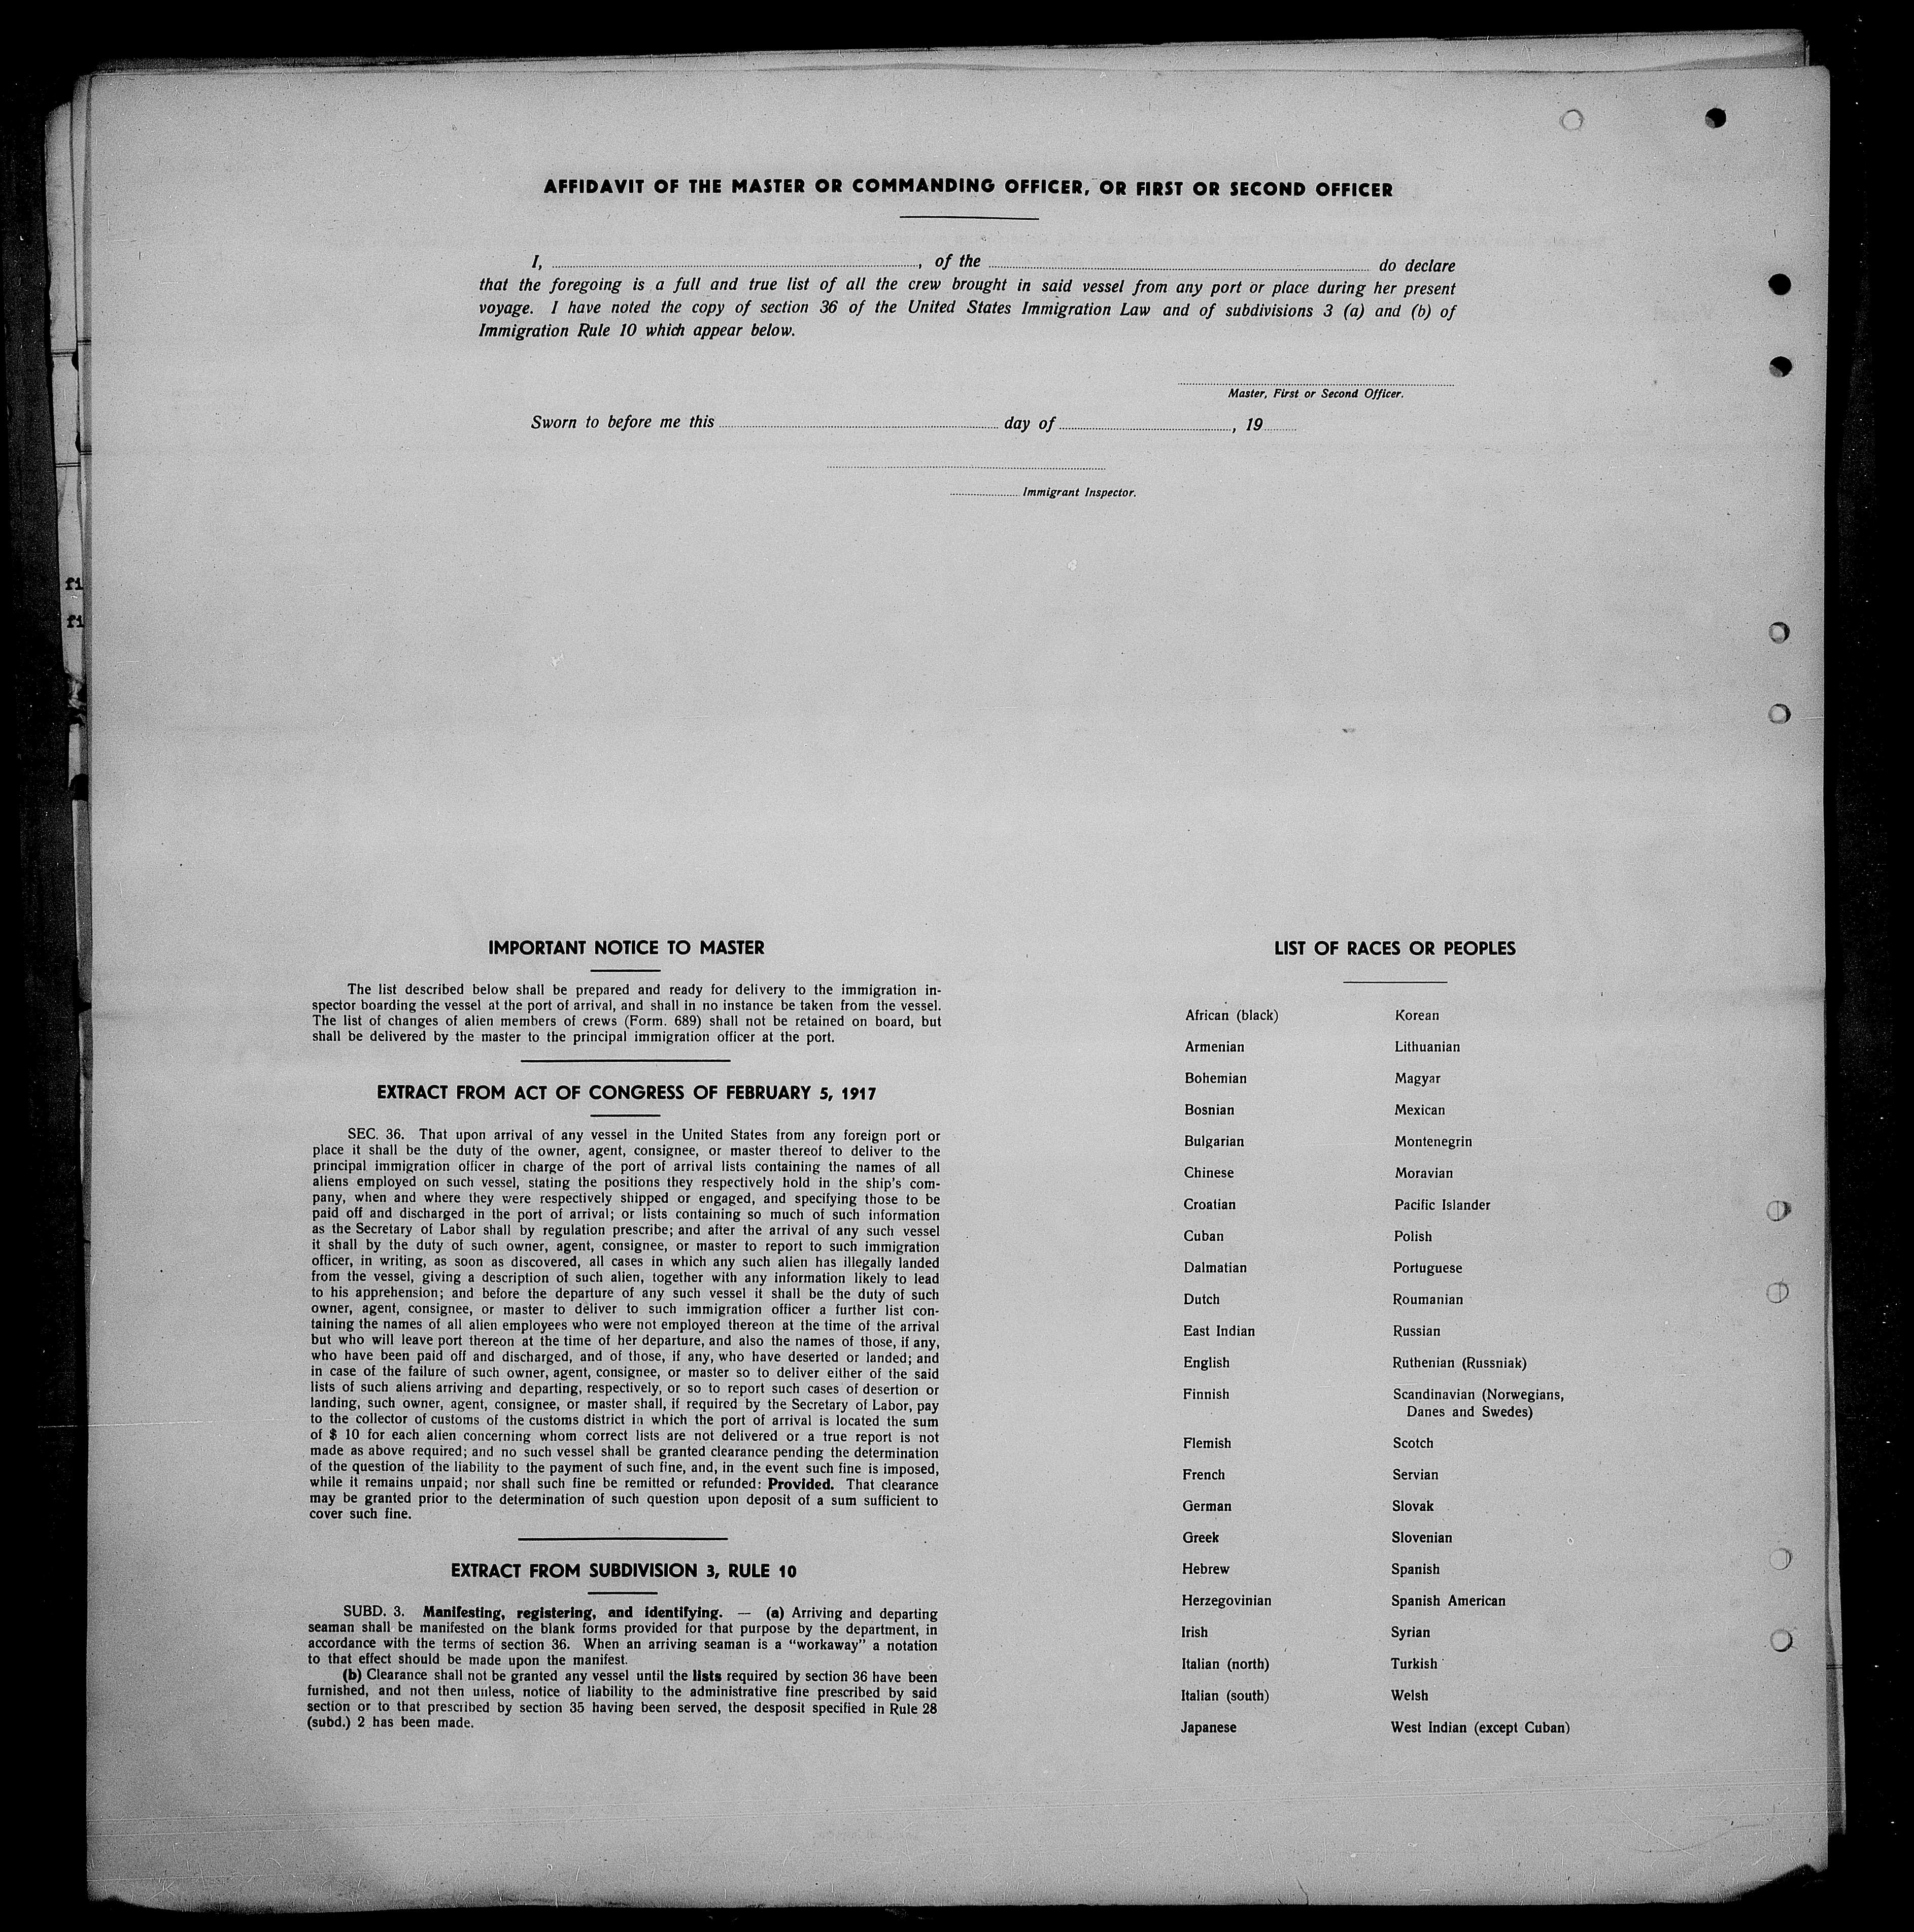 AFFIDAVIT OF THE MASTER OR COMMANDING OFFICER, OR FIRST OR SECOND OFFICER
I, , of the do declare
that the foregoing is a full and true list of all the crew brought in said vessel from any port or place during her present
voyage. I have noted the copy of section 36 of the United States Immigration Law and of subdivisions 3 (a) and (b) of
Immigration Rule 10 which appear below.
Master, First or Second Officer.
Sworn to before me this day of , 19
Immigrant Inspector.
fi
fi
IMPORTANT NOTICE TO MASTER
The list described below shall be prepared and ready for delivery to the immigration in-
spector boarding the vessel at the port of arrival, and shall in no instance be taken from the vessel.
The list of changes of alien members of crews (Form. 689) shall not be retained on board, but
shall be delivered by the master to the principal immigration officer at the port.
EXTRACT FROM ACT OF CONGRESS OF FEBRUARY 5, 1917
SEC. 36. That upon arrival of any vessel in the United States from any foreign port or
place it shall be the duty of the owner, agent, consignee, or master thereof to deliver to the
principal immigration officer in charge of the port of arrival lists containing the names of all
aliens employed on such vessel, stating the positions they respectively hold in the ship's com-
pany, when and where they were respectively shipped or engaged, and specifying those to be
paid off and discharged in the port of arrival; or lists containing so much of such information
as the Secretary of Labor shall by regulation prescribe; and after the arrival of any such vessel
it shall by the duty of such owner, agent, consignee, or master to report to such immigration
officer, in writing, as soon as discovered, all cases in which any such alien has illegally landed
from the vessel, giving a description of such alien, together with any information likely to lead
to his apprehension; and before the departure of any such vessel it shall be the duty of such
owner, agent, consignee, or master to deliver to such immigration officer a further list con-
taining the names of all alien employees who were not employed thereon at the time of the arrival
but who will leave port thereon at the time of her departure, and also the names of those, if any,
who have been paid off and discharged, and of those, if any, who have deserted or landed; and
in case of the failure of such owner, agent, consignee, or master so to deliver either of the said
lists of such aliens arriving and departing, respectively, or so to report such cases of desertion or
landing, such owner, agent, consignee, or master shall, if required by the Secretary of Labor, pay
to the collector of customs of the customs district in which the port of arrival is located the sum
of $ 10 for each alien concerning whom correct lists are not delivered or a true report is not
made as above required; and no such vessel shall be granted clearance pending the determination
of the question of the liability to the payment of such fine, and, in the event such fine is imposed,
while it remains unpaid; nor shall such fine be remitted or refunded: Provided. That clearance
may be granted prior to the determination of such question upon deposit of a sum sufficient to
cover such fine.
EXTRACT FROM SUBDIVISION 3, RULE 10
SUBD. 3. Manifesting, registering, and identifying. — (a) Arriving and departing
seaman shall be manifested on the blank forms provided for that purpose by the department, in
accordance with the terms of section 36. When an arriving seaman is a "workaway" a notation
to that effect should be made upon the manifest.
(b) Clearance shall not be granted any vessel until the lists required by section 36 have been
furnished, and not then unless, notice of liability to the administrative fine prescribed by said
section or to that prescribed by section 35 having been served, the desposit specified in Rule 28
(subd.) 2 has been made.
LIST OF RACES OR PEOPLES
African (black) Korean
Armenian Lithuanian
Bohemian Magyar
Bosnian Mexican
Bulgarian Montenegrin
Chinese Moravian
Croatian Pacific Islander
Cuban Polish
Dalmatian Portuguese
Dutch Roumanian
East Indian Russian
English Ruthenian (Russniak)
Finnish Scandinavian (Norwegians,
Danes and Swedes)
Flemish Scotch
French Servian
German Slovak
Greek Slovenian
Hebrew Spanish
Herzegovinian Spanish American
Irish Syrian
Italian (north) Turkish
Italian (south) Welsh
Japanese West Indian (except Cuban)